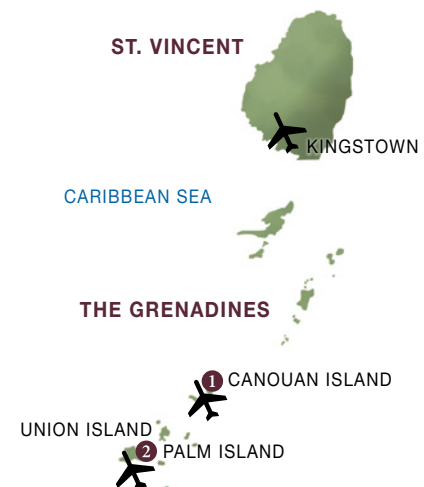 ST. VINCENT
KINGSTOWN
CARIBBEAN SEA
THE GRENADINES
1 CANOUAN ISLAND
UNION ISLAND
2 PALM ISLAND